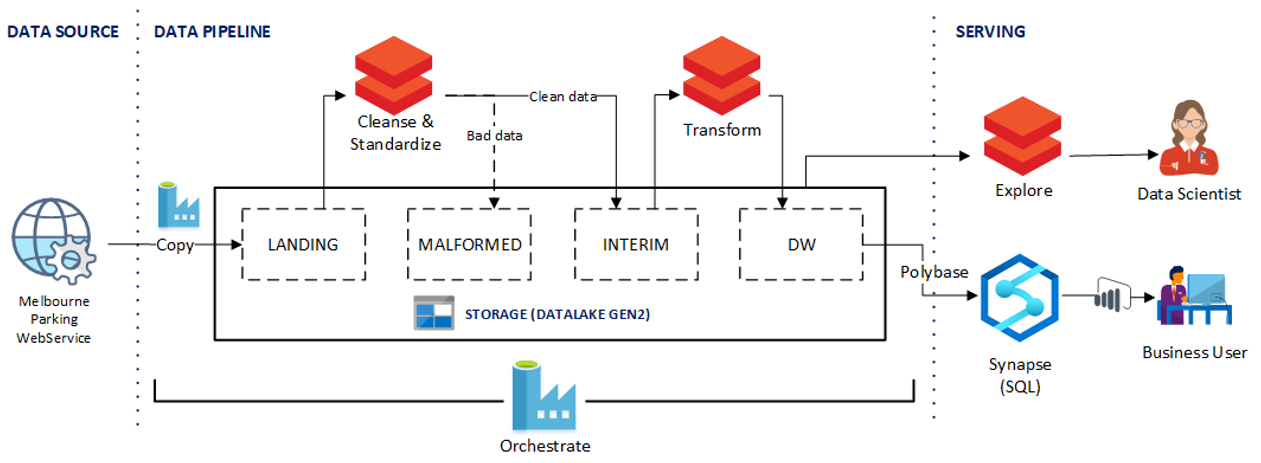 DATA SOURCE
DATA PIPELINE
SERVING
Cleanse &
Standardize
Clean data
Bad data
Transform
Explore
Data Scientist
Copy
LANDING
MALFORMED
INTERIM
DW
Polybase
STORAGE (DATALAKE GEN2)
Melbourne
Parking
WebService
Synapse
(SQL)
Business User
Orchestrate